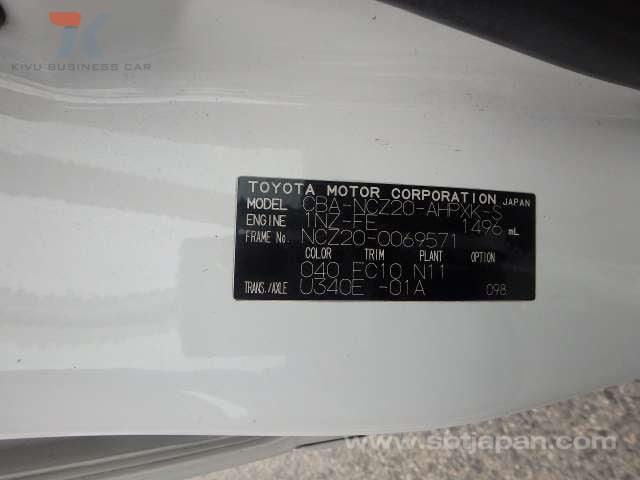 KIVU BUSINESS CAR
TOYOTA MOTOR CORPORATION JAPAN
MODEL CBA-NCZ20-AHPXK-S
ENGINE 1NZ-FE 1496 mL
FRAME No. NCZ20-0069571
COLOR TRIM PLANT
040 FC10 N11
TRANS./AXLE U340E -01A 098
www.sbtjapan.com